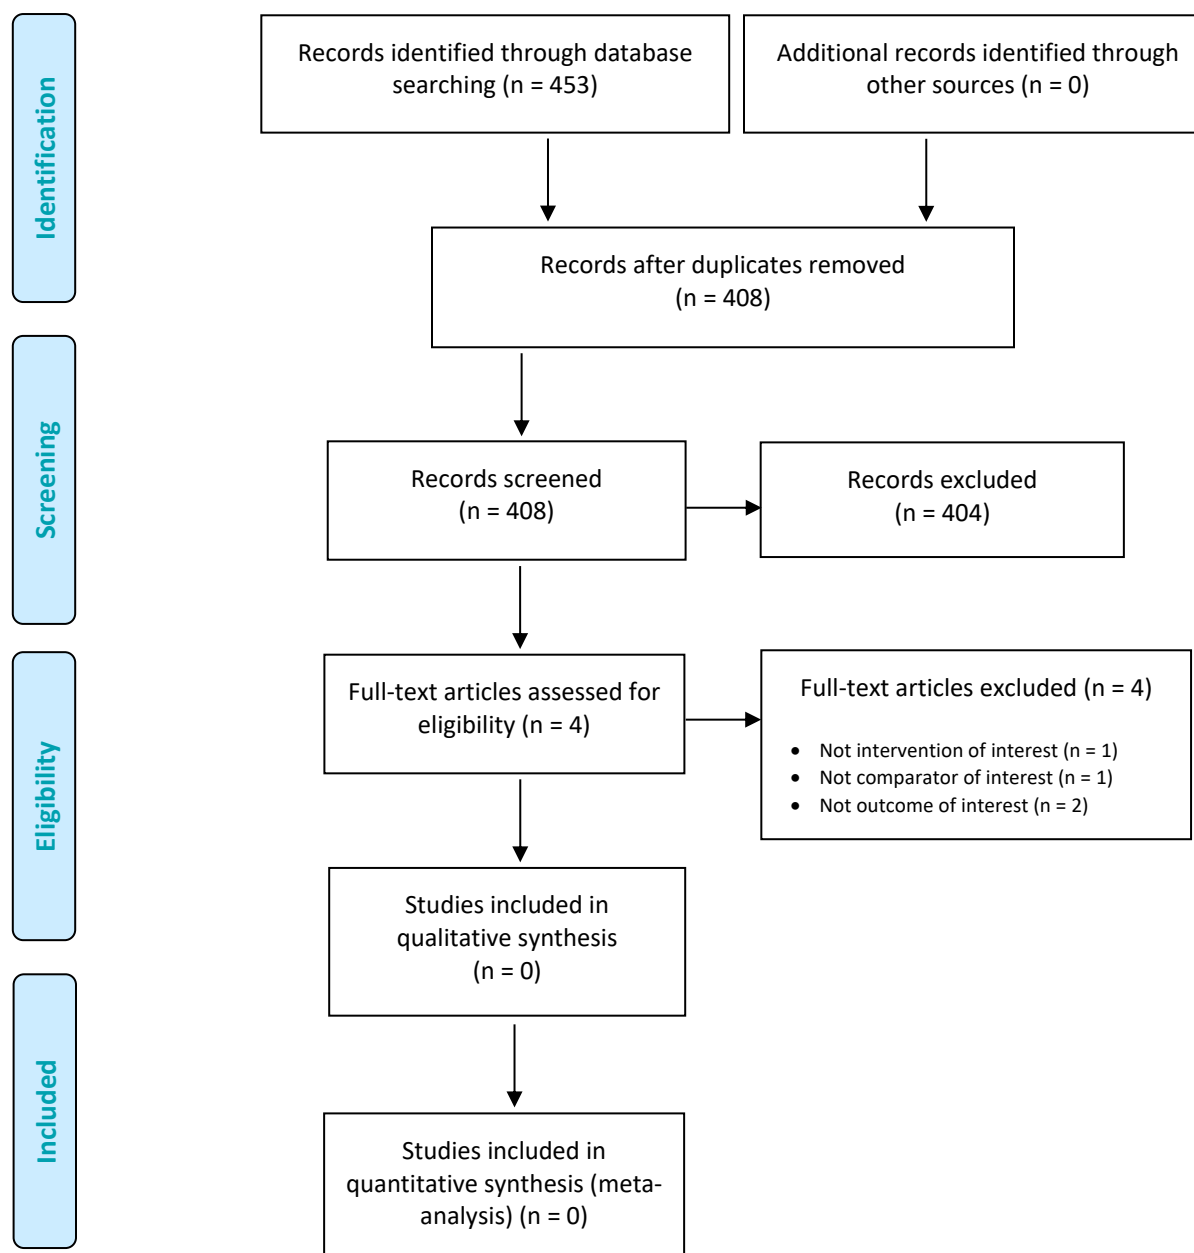 Identification
Records identified through database
searching (n = 453)
Additional records identified through
other sources (n = 0)
Records after duplicates removed
(n = 408)
Screening
Records screened
(n = 408)
Records excluded
(n = 404)
Eligibility
Full-text articles assessed for
eligibility (n = 4)
Full-text articles excluded (n = 4)
• Not intervention of interest (n = 1)
• Not comparator of interest (n = 1)
• Not outcome of interest (n = 2)
Studies included in
qualitative synthesis
(n = 0)
Included
Studies included in
quantitative synthesis (meta-
analysis) (n = 0)